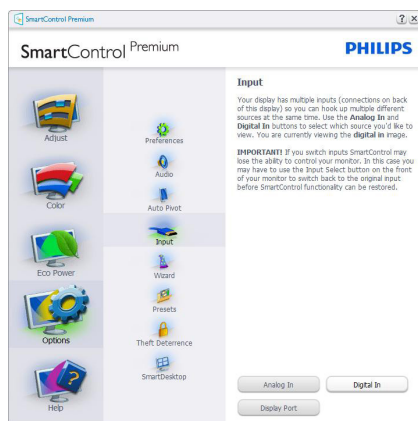 SmartControl Premium
SmartControl Premium
PHILIPS
Adjust
Color
Eco Power
Options
Help
Preferences
Audio
Auto Pivot
Input
Wizard
Presets
Theft Deterrence
SmartDesktop
Input
Your display has multiple inputs (connections on back
of this display) so you can hook up multiple different
sources at the same time. Use the Analog In and
Digital In buttons to select which source you'd like to
view. You are currently viewing the digital in image.
IMPORTANT! If you switch inputs SmartControl may
lose the ability to control your monitor. In this case you
may have to use the Input Select button on the front
of your monitor to switch back to the original input
before SmartControl functionality can be restored.
Analog In
Digital In
Display Port